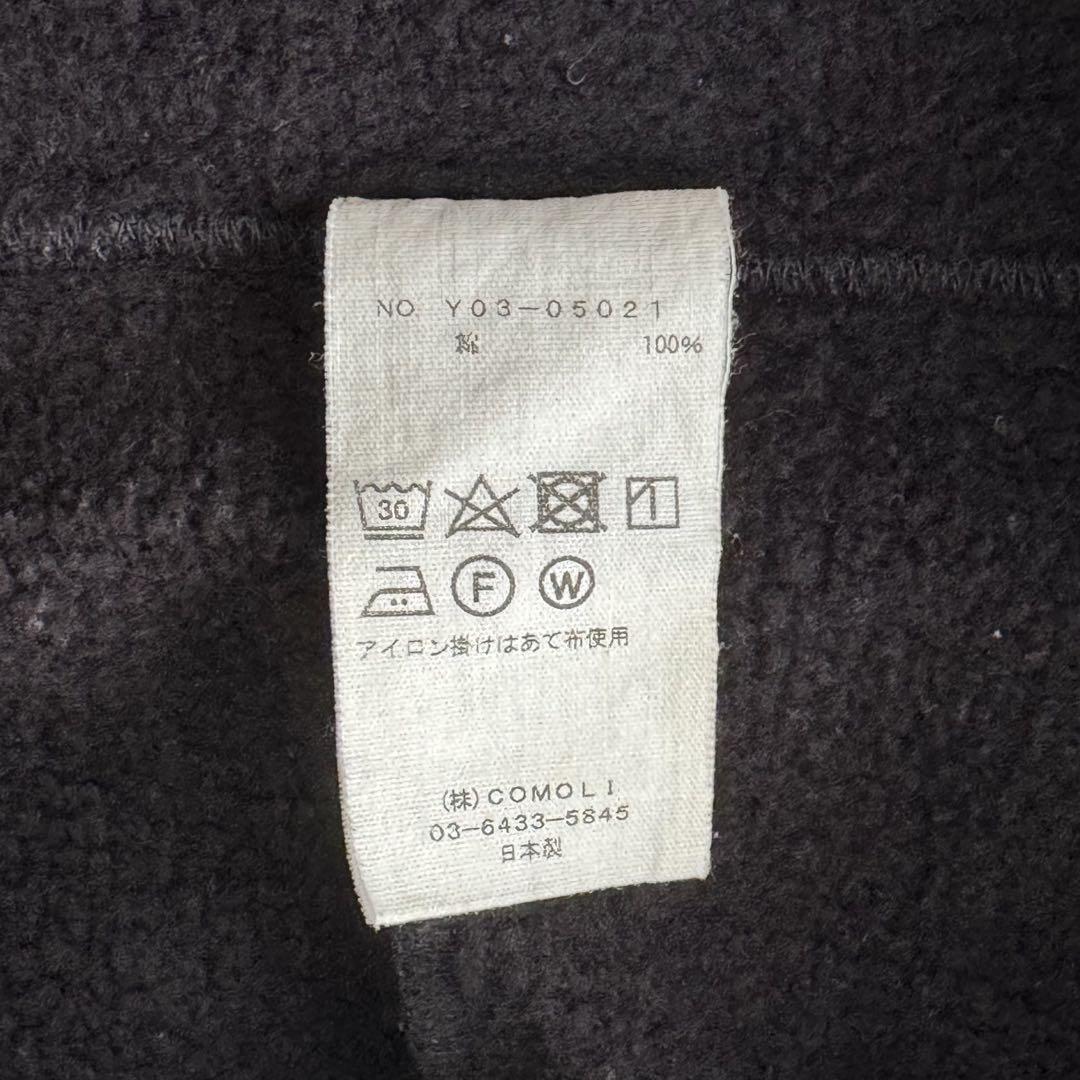 NO Y03-05021
綿 100%
30
F W
アイロン掛けはあて布使用
(株)COMOLI
03-6433-5845
日本製